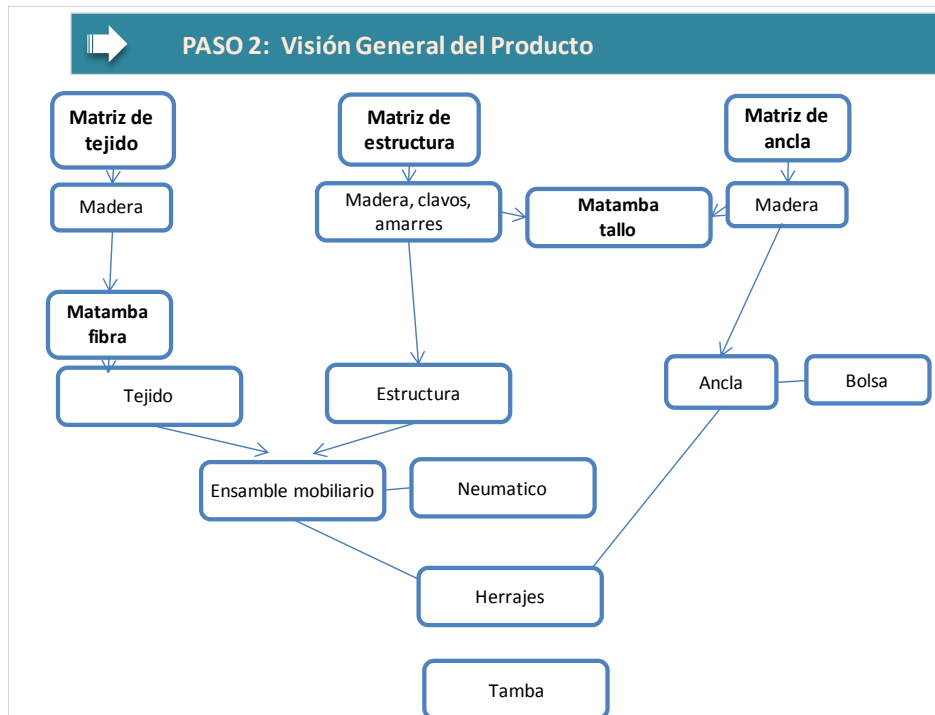 PASO 2: Visión General del Producto
Matriz de
tejido
Matriz de
estructura
Matriz de
ancla
Madera
Madera, clavos,
amarres
Matamba
tallo
Madera
Matamba
fibra
Tejido
Estructura
Ancla
Bolsa
Ensamble mobiliario
Neumatico
Herrajes
Tamba